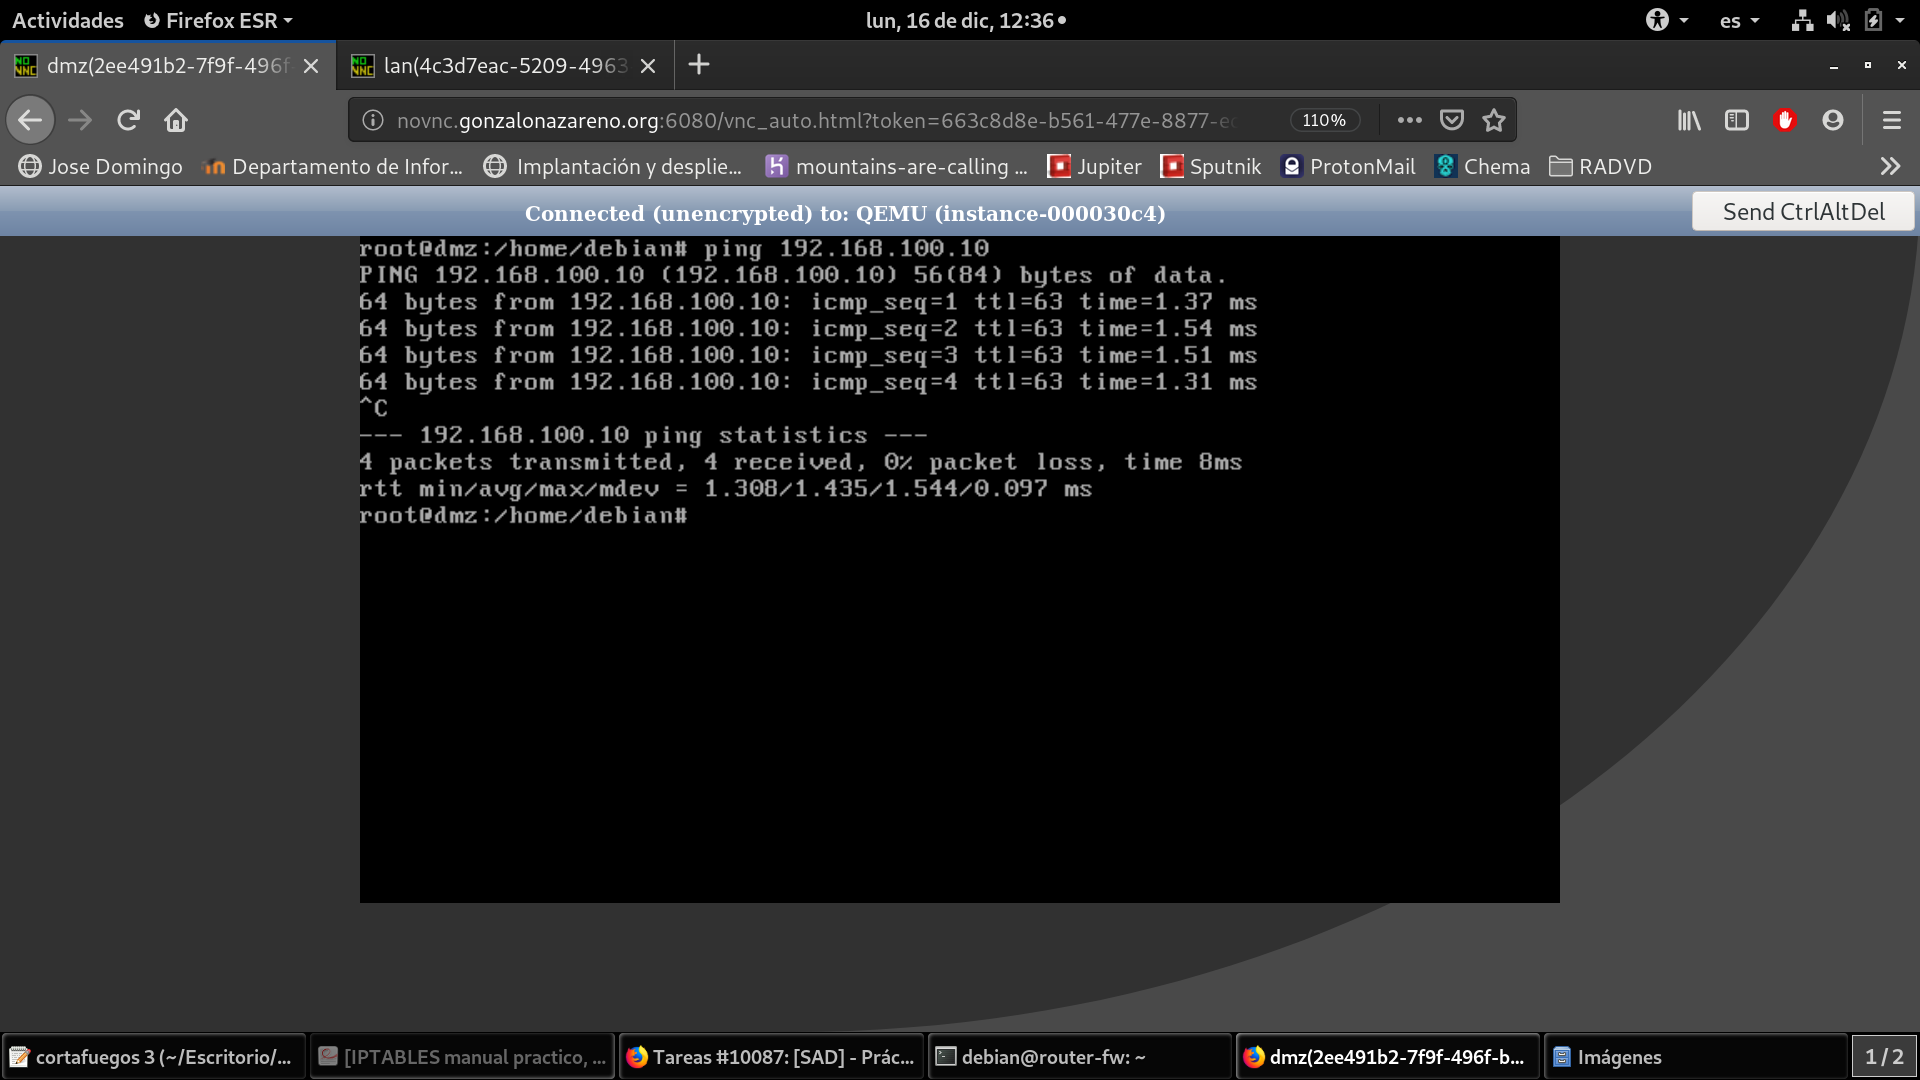 Actividades Firefox ESR lun, 16 de dic, 12:36 es
dmz(2ee491b2-7f9f-496f lan(4c3d7eac-5209-4963
novnc.gonzalonazareno.org:6080/vnc_auto.html?token=663c8d8e-b561-477e-8877-ec 110%
Jose Domingo Departamento de Infor... Implantación y desplie... mountains-are-calling ... Jupiter Sputnik ProtonMail Chema RADVD
Connected (unencrypted) to: QEMU (instance-000030c4) Send CtrlAltDel
root@dmz:/home/debian# ping 192.168.100.10
PING 192.168.100.10 (192.168.100.10) 56(84) bytes of data.
64 bytes from 192.168.100.10: icmp_seq=1 ttl=63 time=1.37 ms
64 bytes from 192.168.100.10: icmp_seq=2 ttl=63 time=1.54 ms
64 bytes from 192.168.100.10: icmp_seq=3 ttl=63 time=1.51 ms
64 bytes from 192.168.100.10: icmp_seq=4 ttl=63 time=1.31 ms
^C
--- 192.168.100.10 ping statistics ---
4 packets transmitted, 4 received, 0% packet loss, time 8ms
rtt min/avg/max/mdev = 1.308/1.435/1.544/0.097 ms
root@dmz:/home/debian#
cortafuegos 3 (~/Escritorio/... [IPTABLES manual practico, ... Tareas #10087: [SAD] - Prác... debian@router-fw: ~ dmz(2ee491b2-7f9f-496f-b... Imágenes 1 / 2